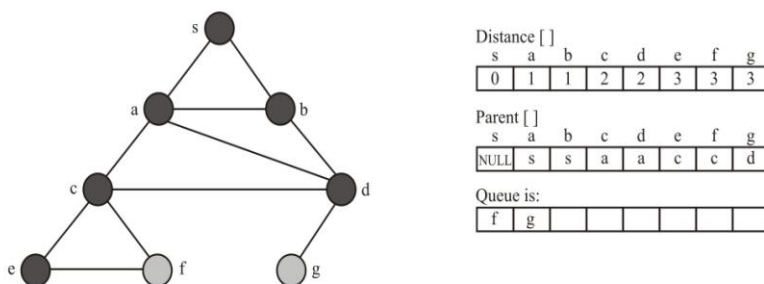 s
a
b
c
d
e
f
g
Distance [ ]
s a b c d e f g
0 1 1 2 2 3 3 3
Parent [ ]
s a b c d e f g
NULL s s a a c c d
Queue is:
f g